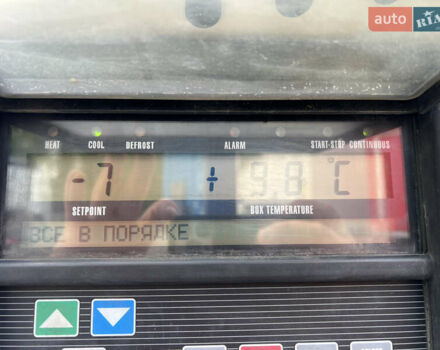 auto RIA
HEAT COOL DEFROST ALARM START-STOP CONTINUOUS
-7 + 9.8 °C
SETPOINT BOX TEMPERATURE
ВСЕ В ПОРЯДКЕ